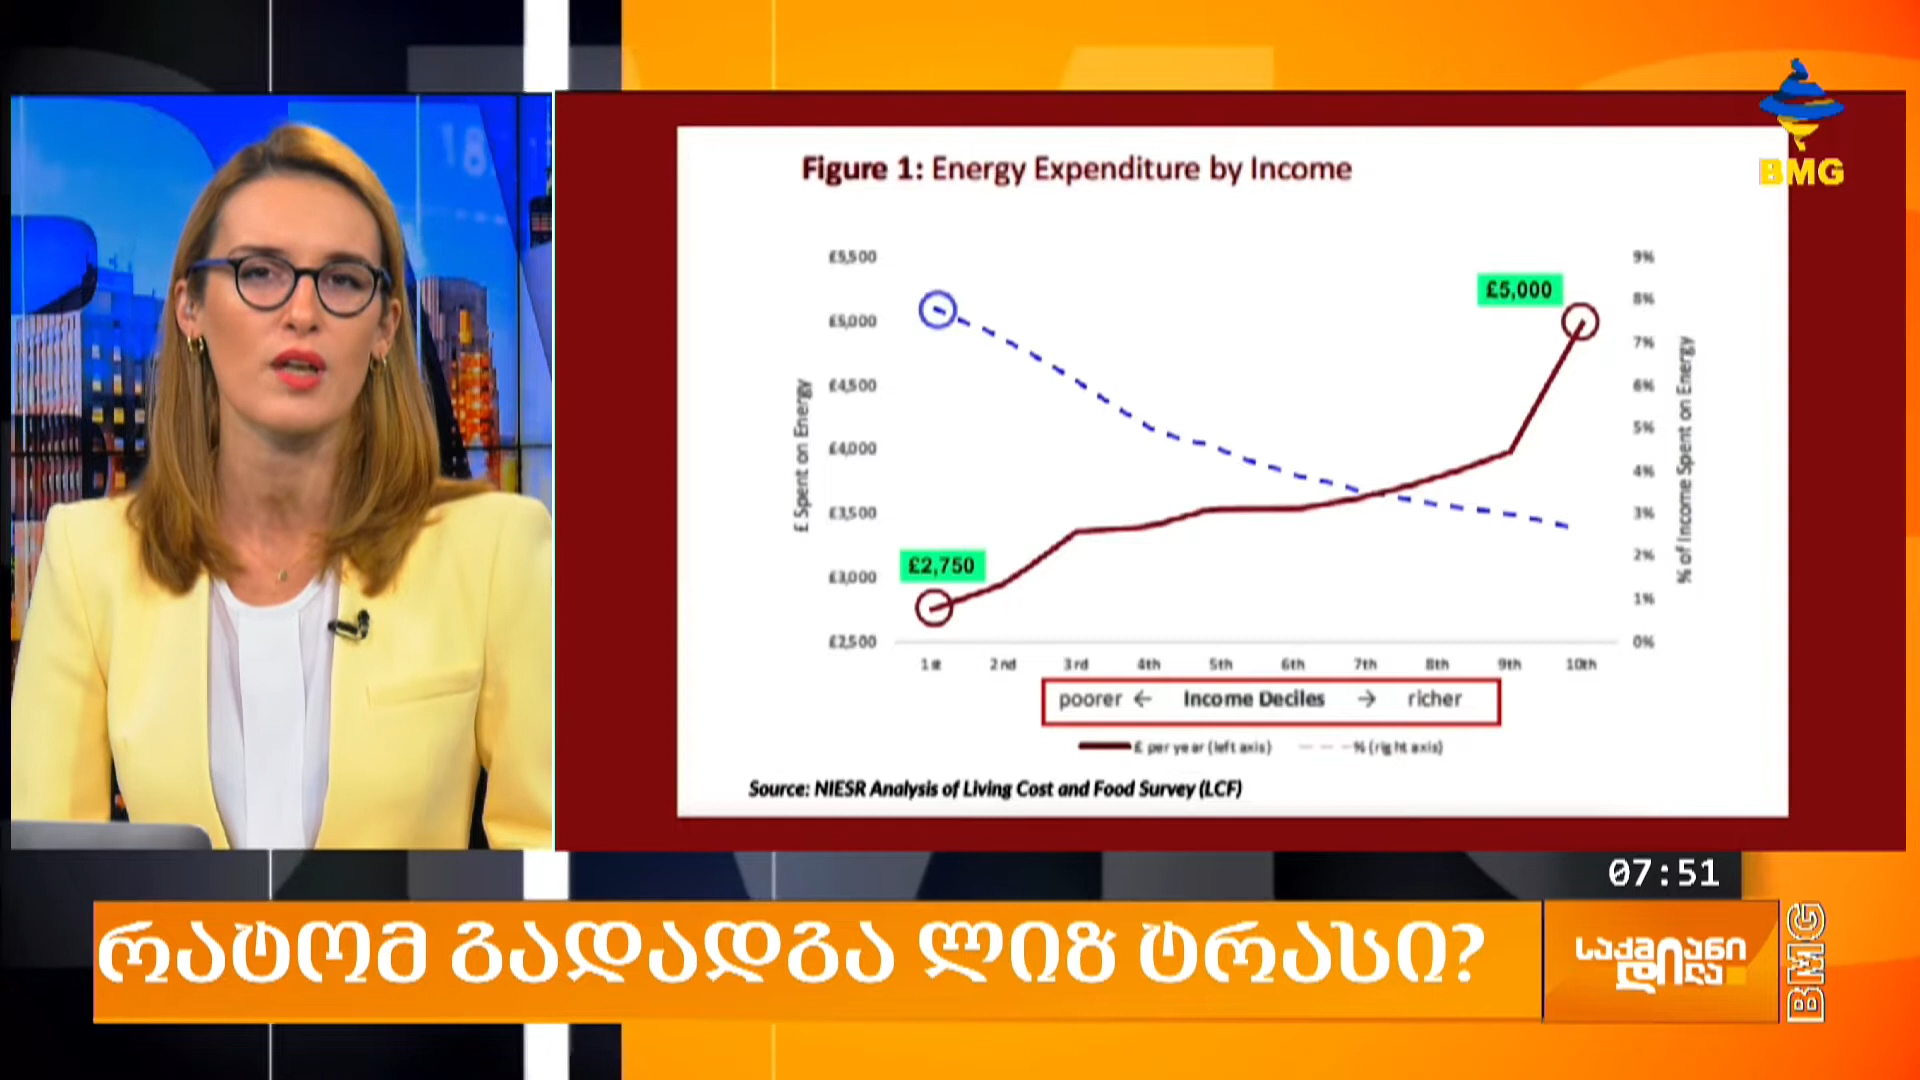 18
BMG
Figure 1: Energy Expenditure by Income
£5,500
£5,000
£4,500
£4,000
£3,500
£3,000
£2,500
£ Spent on Energy
£2,750
£5,000
9%
8%
7%
6%
5%
4%
3%
2%
1%
0%
% of Income Spent on Energy
1st 2nd 3rd 4th 5th 6th 7th 8th 9th 10th
poorer ← Income Deciles → richer
£ per year (left axis) % (right axis)
Source: NIESR Analysis of Living Cost and Food Survey (LCF)
07:51
რატომ გადადგა ლიზ ტრასი?
საქმიანი
დილა
BMG